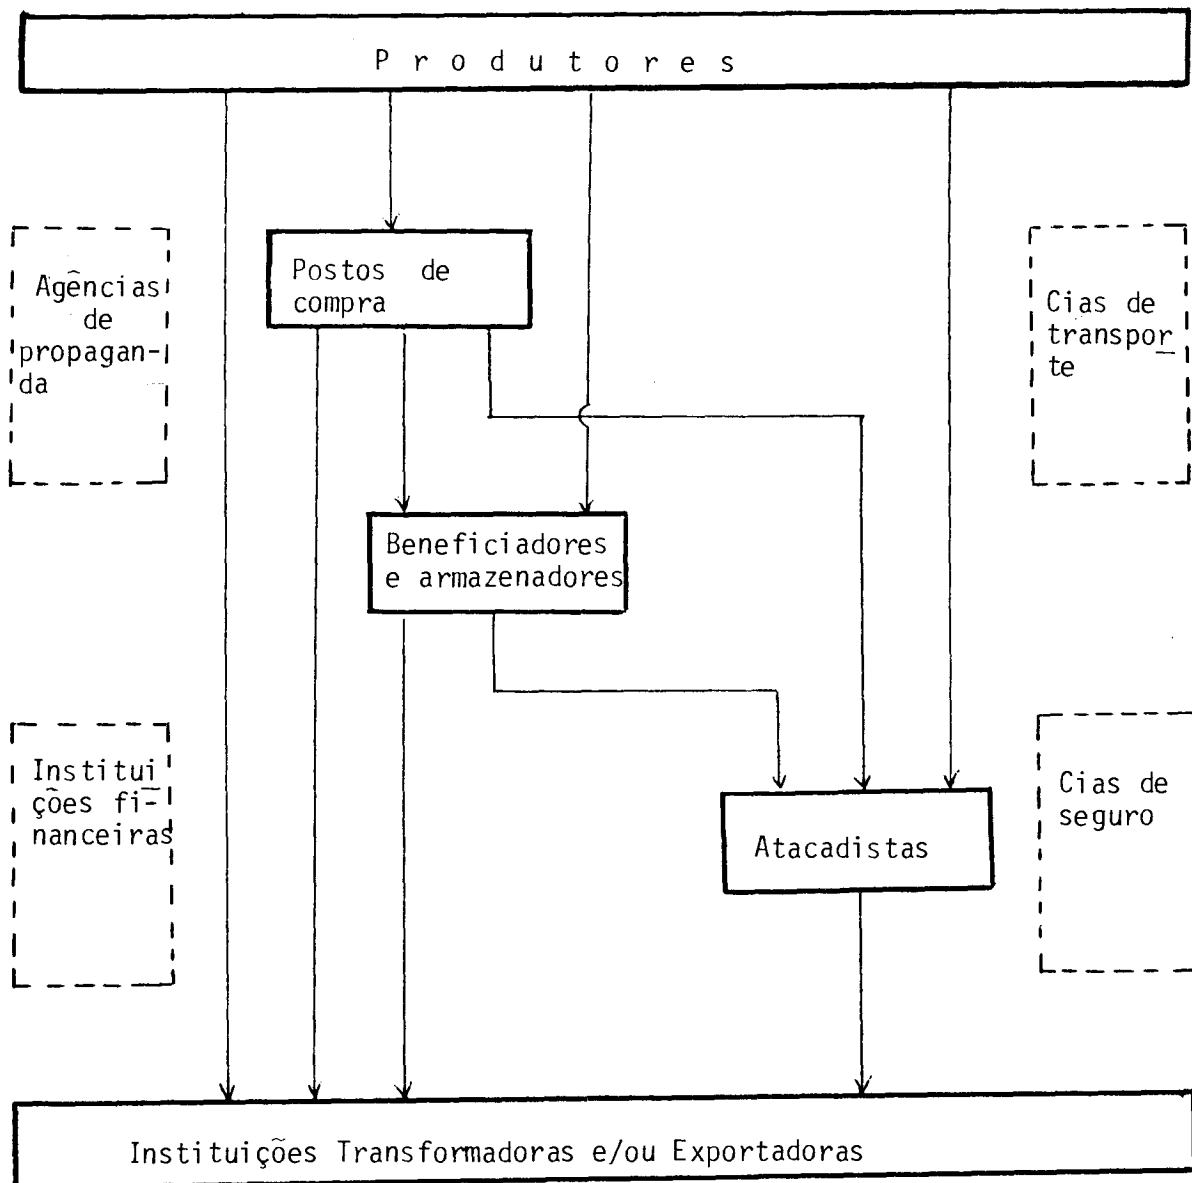 Produtores
Postos de
compra
Agências
de
propagan-
da
Cias de
transpor
te
Beneficiadores
e armazenadores
Institui
ções fi-
nanceiras
Cias de
seguro
Atacadistas
Instituições Transformadoras e/ou Exportadoras